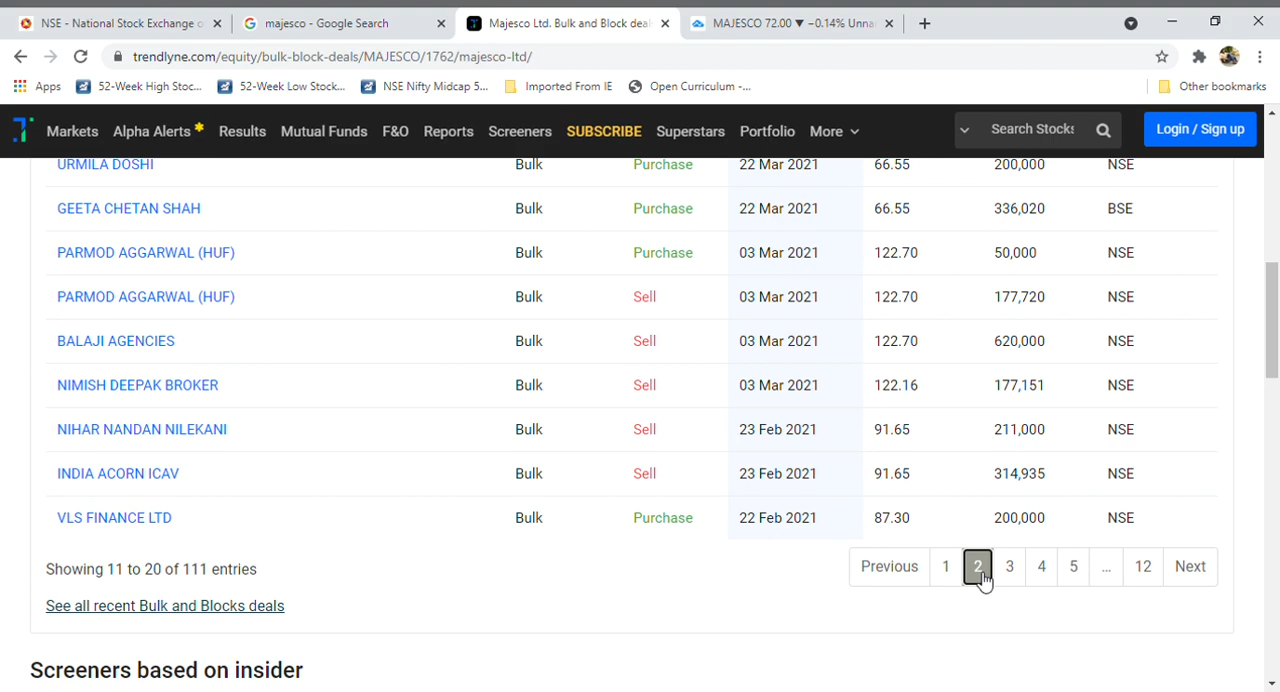 NSE - National Stock Exchange o
majesco - Google Search
Majesco Ltd. Bulk and Block deal
MAJESCO 72.00 ▼ −0.14% Unna
trendlyne.com/equity/bulk-block-deals/MAJESCO/1762/majesco-ltd/
Apps 52-Week High Stoc... 52-Week Low Stock... NSE Nifty Midcap 5... Imported From IE Open Curriculum -... Other bookmarks
Markets Alpha Alerts Results Mutual Funds F&O Reports Screeners SUBSCRIBE Superstars Portfolio More Search Stocks Login / Sign up
URMILA DOSHI Bulk Purchase 22 Mar 2021 66.55 200,000 NSE
GEETA CHETAN SHAH Bulk Purchase 22 Mar 2021 66.55 336,020 BSE
PARMOD AGGARWAL (HUF) Bulk Purchase 03 Mar 2021 122.70 50,000 NSE
PARMOD AGGARWAL (HUF) Bulk Sell 03 Mar 2021 122.70 177,720 NSE
BALAJI AGENCIES Bulk Sell 03 Mar 2021 122.70 620,000 NSE
NIMISH DEEPAK BROKER Bulk Sell 03 Mar 2021 122.16 177,151 NSE
NIHAR NANDAN NILEKANI Bulk Sell 23 Feb 2021 91.65 211,000 NSE
INDIA ACORN ICAV Bulk Sell 23 Feb 2021 91.65 314,935 NSE
VLS FINANCE LTD Bulk Purchase 22 Feb 2021 87.30 200,000 NSE
Showing 11 to 20 of 111 entries Previous 1 2 3 4 5 ... 12 Next
See all recent Bulk and Blocks deals
Screeners based on insider